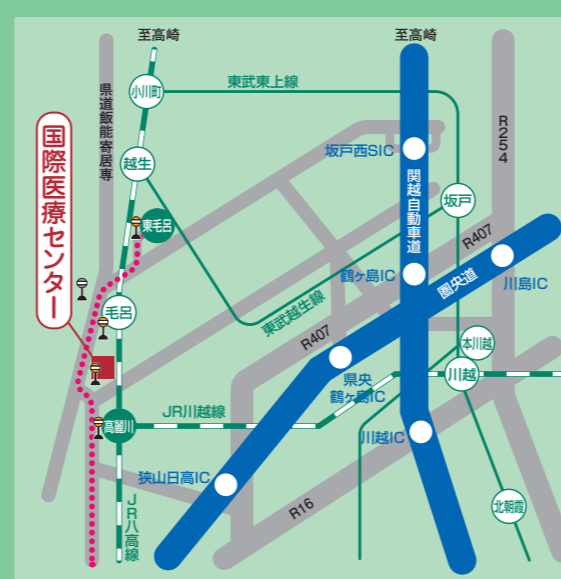 至高崎
至高崎
小川町
東武東上線
県道飯能寄居専
R254
国際医療センター
越生
坂戸西SIC
関越自動車道
坂戸
東毛呂
R407
鶴ヶ島IC
圏央道
川島IC
毛呂
東武越生線
R407
本川越
県央
鶴ヶ島IC
川越
JR川越線
高麗川
川越IC
狭山日高IC
R16
北朝霞
JR八高線